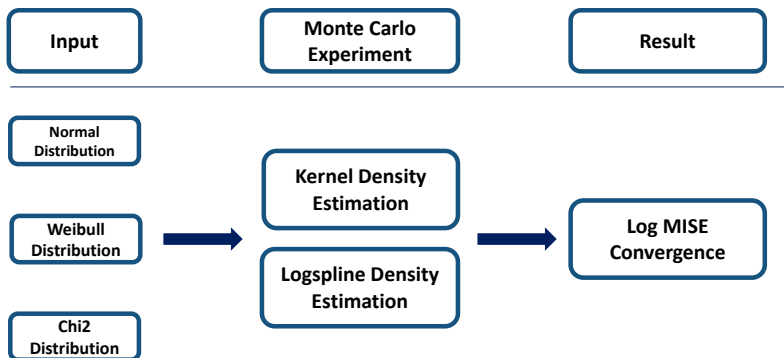 Input
Monte Carlo
Experiment
Result
Normal
Distribution
Weibull
Distribution
Chi2
Distribution
Kernel Density
Estimation
Logspline Density
Estimation
Log MISE
Convergence